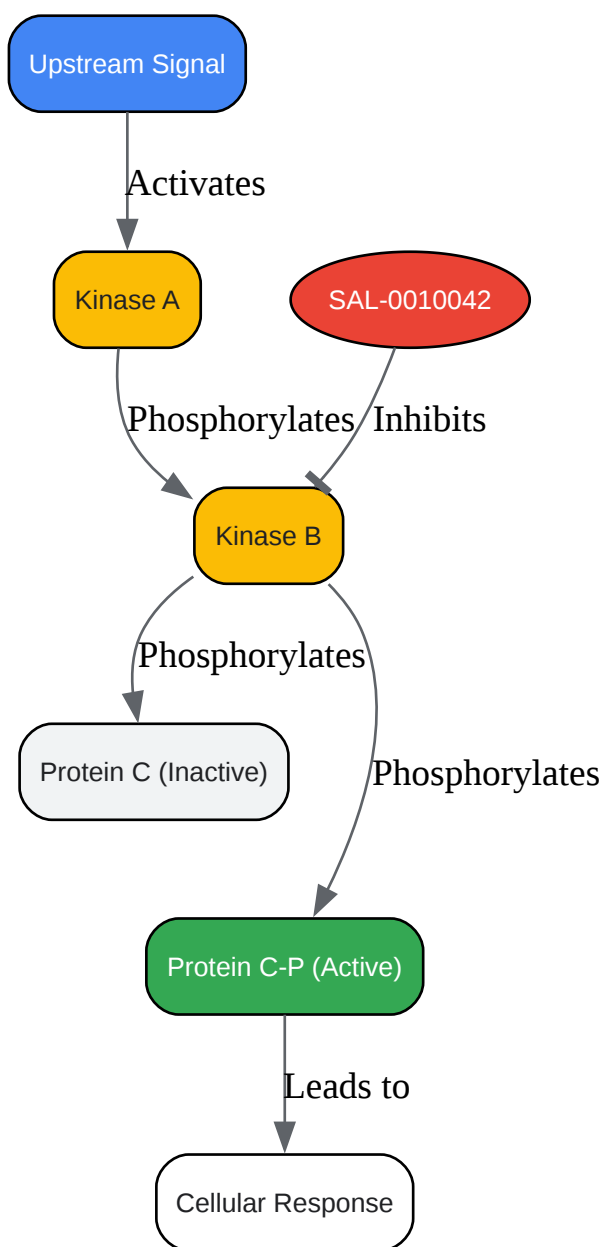 Upstream Signal
Activates
Kinase A
SAL-0010042
Phosphorylates
Inhibits
Kinase B
Phosphorylates
Protein C (Inactive)
Phosphorylates
Protein C-P (Active)
Leads to
Cellular Response